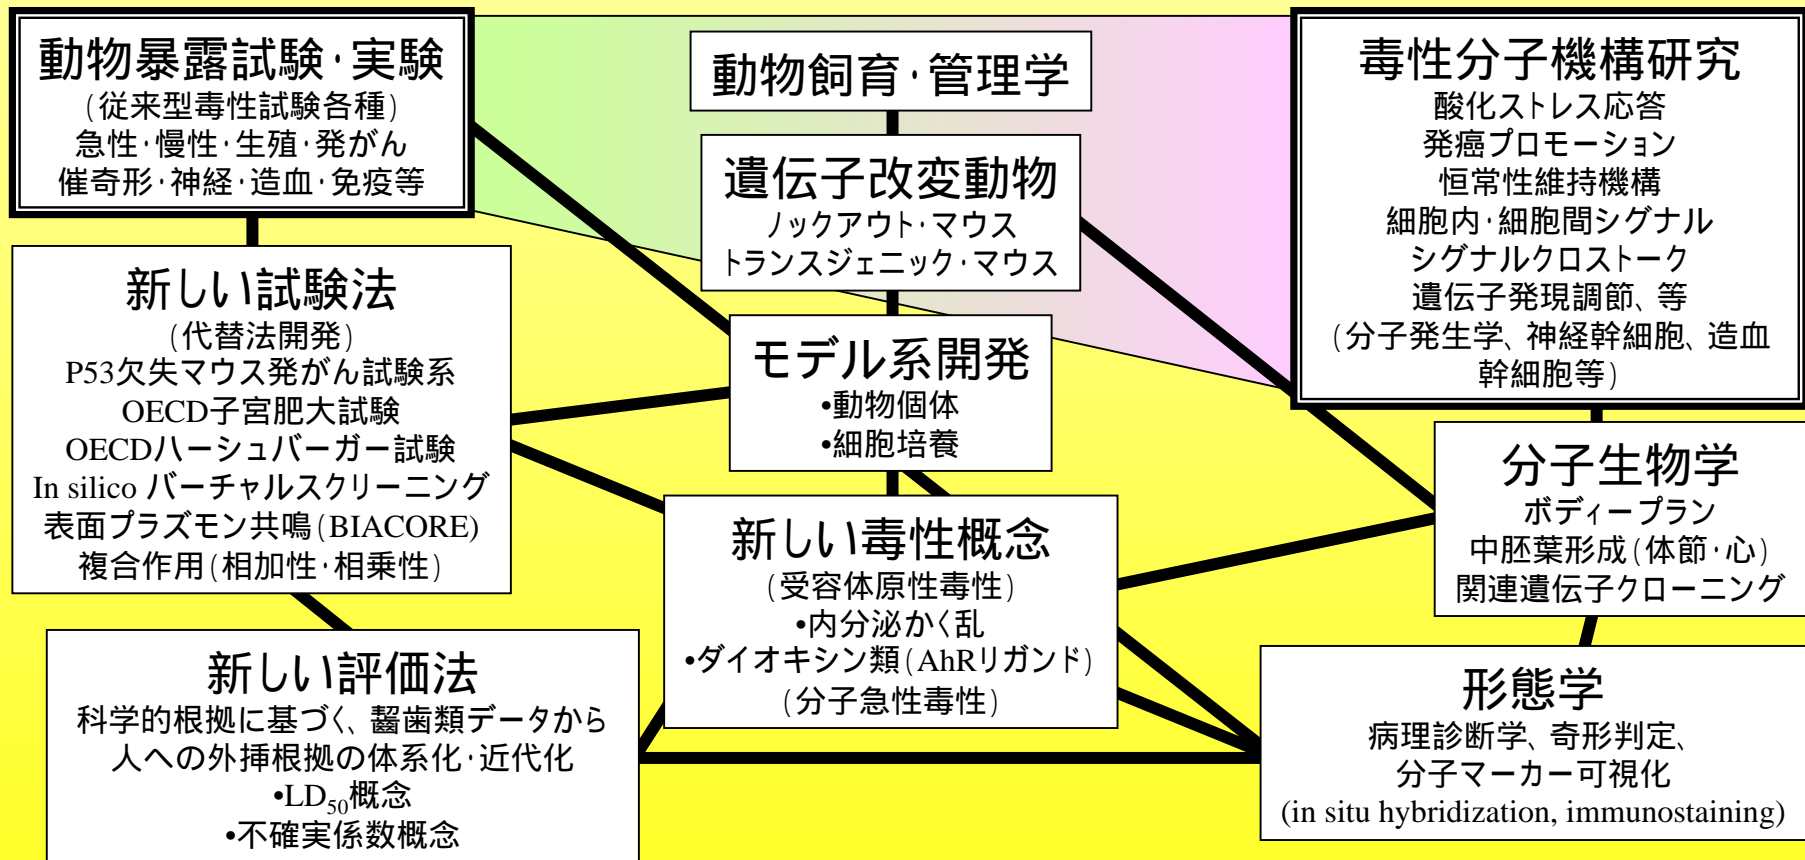 動物暴露試験・実験
(従来型毒性試験各種)
急性・慢性・生殖・発がん
催奇形・神経・造血・免疫等
動物飼育・管理学
遺伝子改変動物
ノックアウト・マウス
トランスジェニック・マウス
毒性分子機構研究
酸化ストレス応答
発癌プロモーション
恒常性維持機構
細胞内・細胞間シグナル
シグナルクロストーク
遺伝子発現調節、等
(分子発生学、神経幹細胞、造血
幹細胞等)
新しい試験法
(代替法開発)
P53欠失マウス発がん試験系
OECD子宮肥大試験
OECDハーシュバーガー試験
In silico バーチャルスクリーニング
表面プラズモン共鳴(BIACORE)
複合作用(相加性・相乗性)
モデル系開発
•動物個体
•細胞培養
分子生物学
ボディープラン
中胚葉形成(体節・心)
関連遺伝子クローニング
新しい毒性概念
(受容体原性毒性)
•内分泌かく乱
•ダイオキシン類(AhRリガンド)
(分子急性毒性)
新しい評価法
科学的根拠に基づく、齧歯類データから
人への外挿根拠の体系化・近代化
•LD50概念
•不確実係数概念
形態学
病理診断学、奇形判定、
分子マーカー可視化
(in situ hybridization, immunostaining)